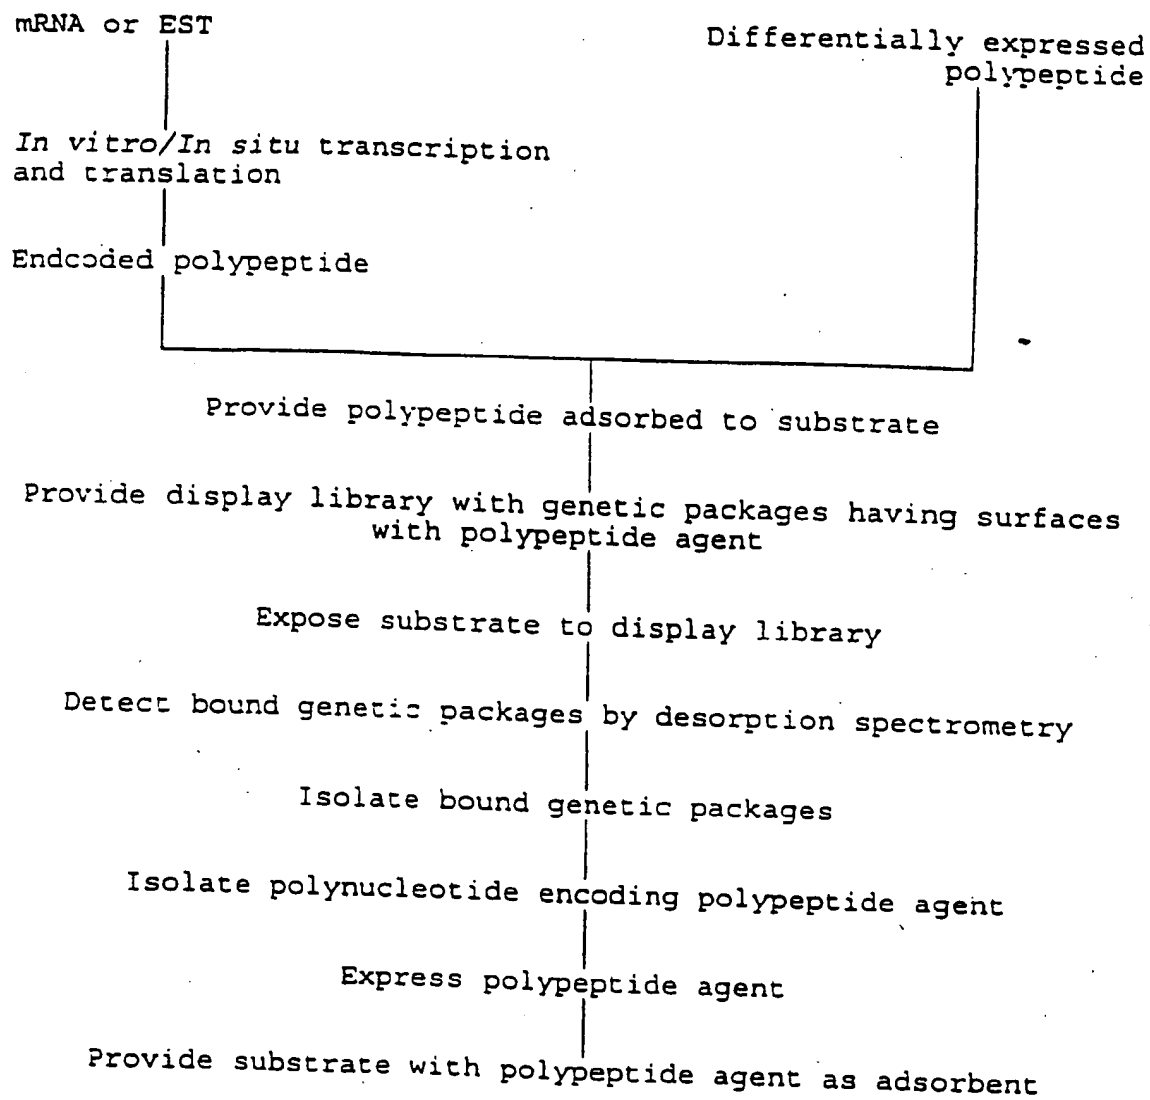 mRNA or EST
Differentially expressed
polypeptide
In vitro/In situ transcription
and translation
Endcoded polypeptide
Provide polypeptide adsorbed to substrate
Provide display library with genetic packages having surfaces
with polypeptide agent
Expose substrate to display library
Detect bound genetic packages by desorption spectrometry
Isolate bound genetic packages
Isolate polynucleotide encoding polypeptide agent
Express polypeptide agent
Provide substrate with polypeptide agent as adsorbent